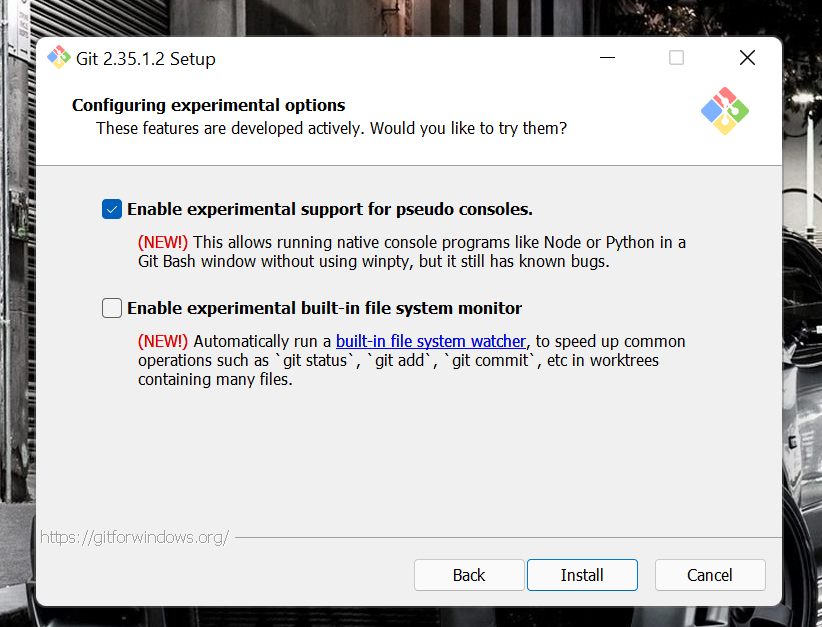 Git 2.35.1.2 Setup
Configuring experimental options
These features are developed actively. Would you like to try them?
Enable experimental support for pseudo consoles.
(NEW!) This allows running native console programs like Node or Python in a
Git Bash window without using winpty, but it still has known bugs.
Enable experimental built-in file system monitor
(NEW!) Automatically run a built-in file system watcher, to speed up common
operations such as `git status`, `git add`, `git commit`, etc in worktrees
containing many files.
https://gitforwindows.org/
Back
Install
Cancel